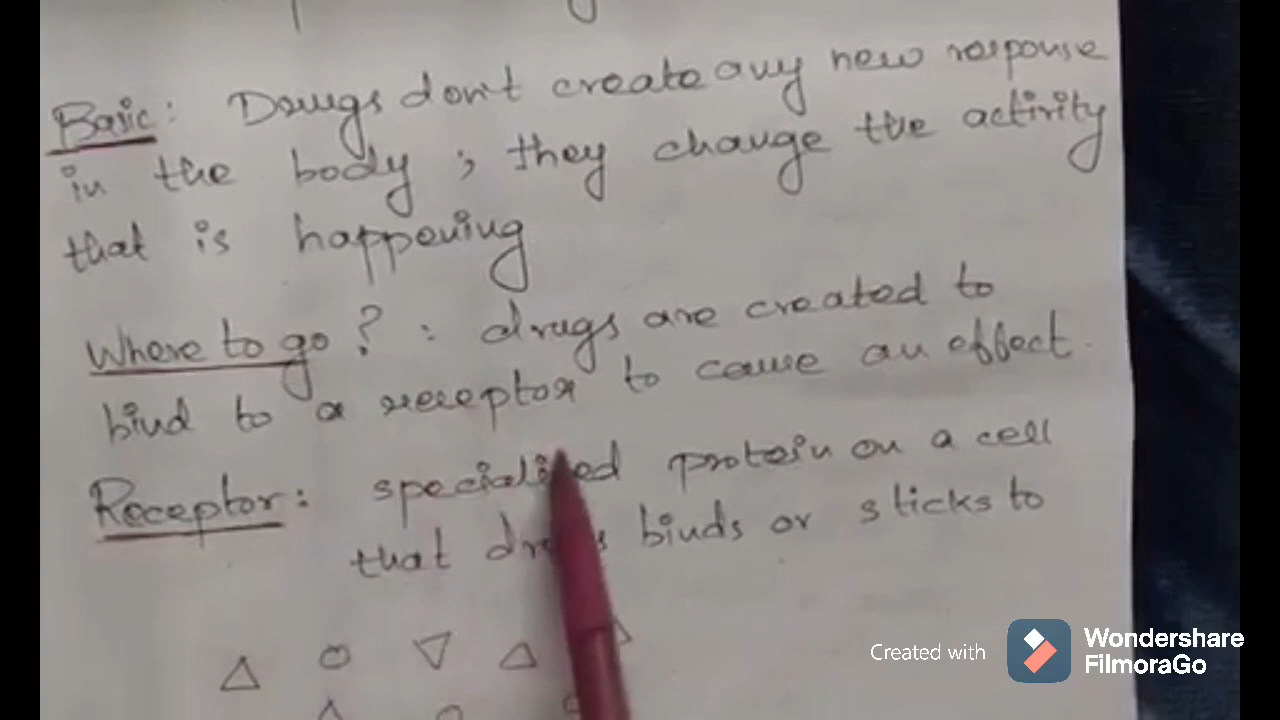 Basic: Drugs don't create any new response
in the body ; they change the activity
that is happening
Where to go ? : drugs are created to
bind to a receptor to cause an effect.
Receptor: specialized protein on a cell
that drugs binds or sticks to
Created with Wondershare FilmoraGo